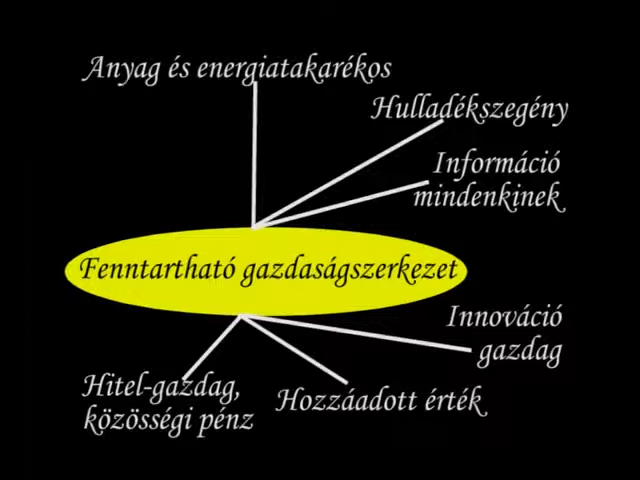 Anyag és energiatakarékos
Hulladékszegény
Információ
mindenkinek
Fenntartható gazdaságszerkezet
Innováció
gazdag
Hitel-gazdag,
közösségi pénz
Hozzáadott érték